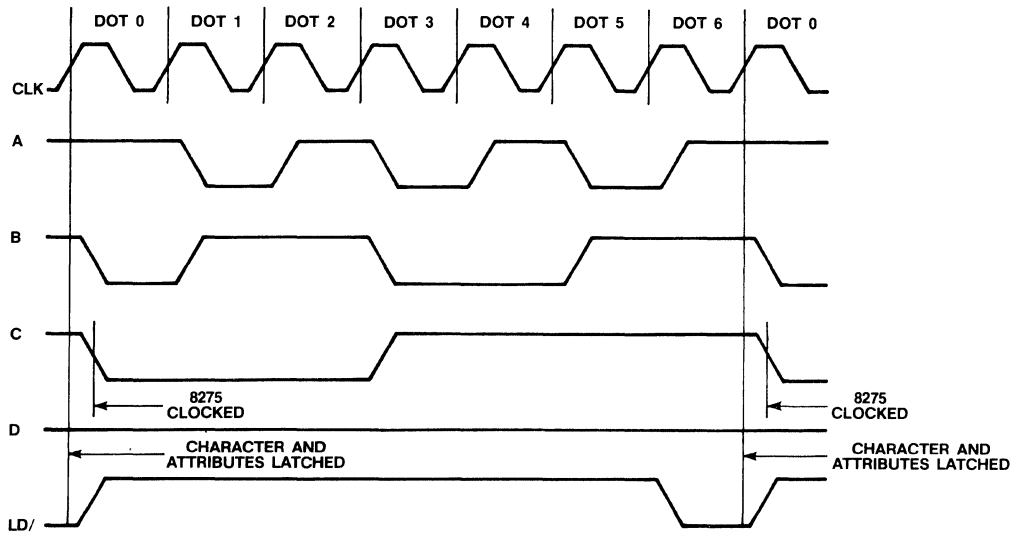 DOT 0 DOT 1 DOT 2 DOT 3 DOT 4 DOT 5 DOT 6 DOT 0
CLK
A
B
C
8275
CLOCKED
8275
CLOCKED
D
CHARACTER AND
ATTRIBUTES LATCHED
CHARACTER AND
ATTRIBUTES LATCHED
LD/